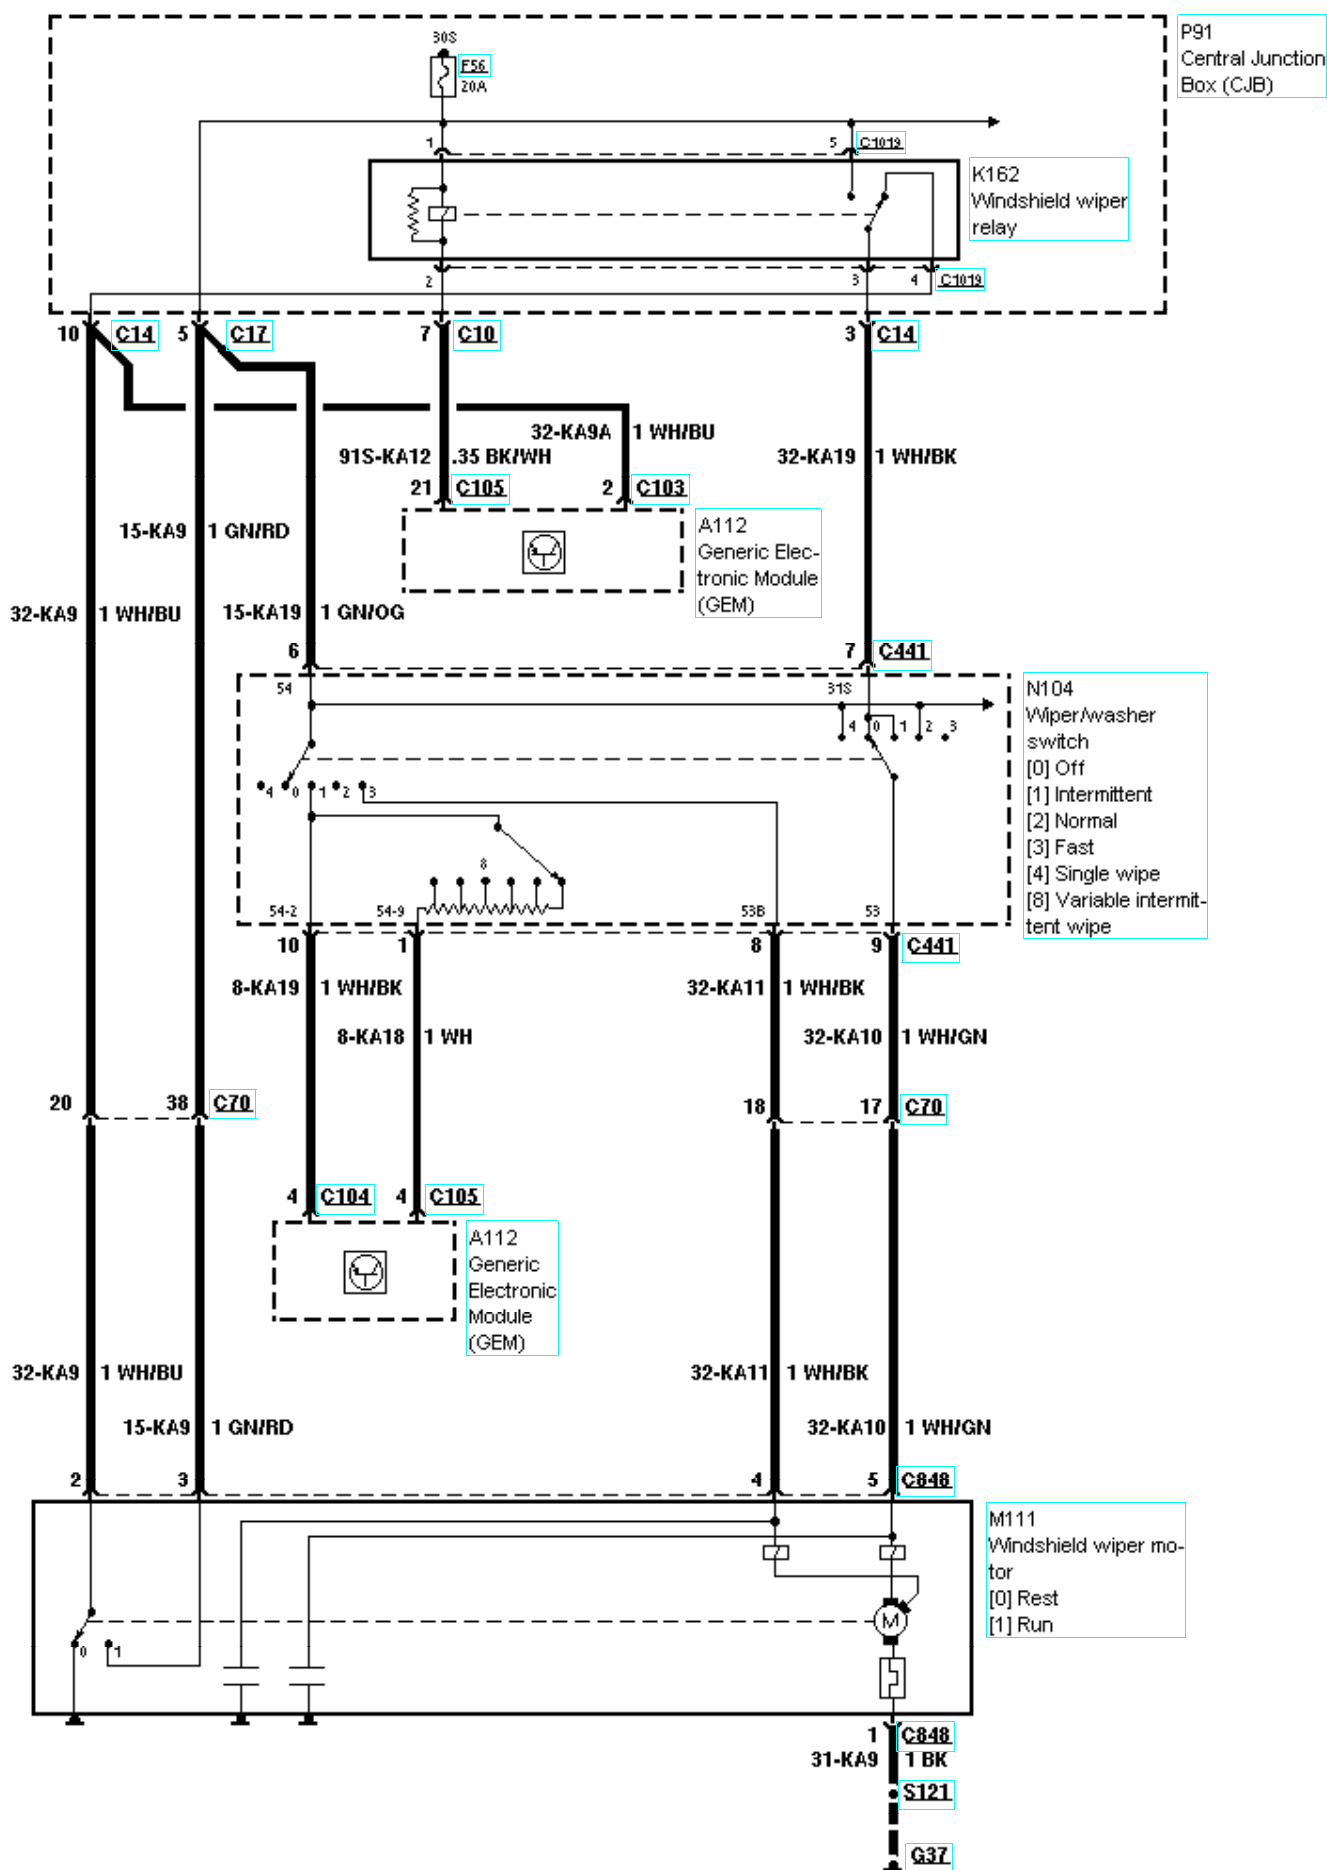 30S
F56
20A
P91
Central Junction
Box (CJB)
1
5
C1019
K162
Windshield wiper
relay
2
3
4
C1019
10
C14
5
C17
7
C10
3
C14
32-KA9A
1 WH/BU
91S-KA12
.35 BK/WH
32-KA19
1 WH/BK
21
C105
2
C103
15-KA9
1 GN/RD
A112
Generic Elec-
tronic Module
(GEM)
32-KA9
1 WH/BU
15-KA19
1 GN/OG
6
7
C441
54
31S
4
0
1
2
3
N104
Wiper/washer
switch
[0] Off
[1] Intermittent
[2] Normal
[3] Fast
[4] Single wipe
[8] Variable intermit-
tent wipe
4
0
1
2
3
8
54-2
54-9
53B
53
10
1
8
9
C441
8-KA19
1 WH/BK
32-KA11
1 WH/BK
8-KA18
1 WH
32-KA10
1 WH/GN
20
38
C70
18
17
C70
4
C104
4
C105
A112
Generic
Electronic
Module
(GEM)
32-KA9
1 WH/BU
32-KA11
1 WH/BK
15-KA9
1 GN/RD
32-KA10
1 WH/GN
2
3
4
5
C848
M111
Windshield wiper mo-
tor
[0] Rest
[1] Run
M
0
1
1
C848
31-KA9
1 BK
S121
G37